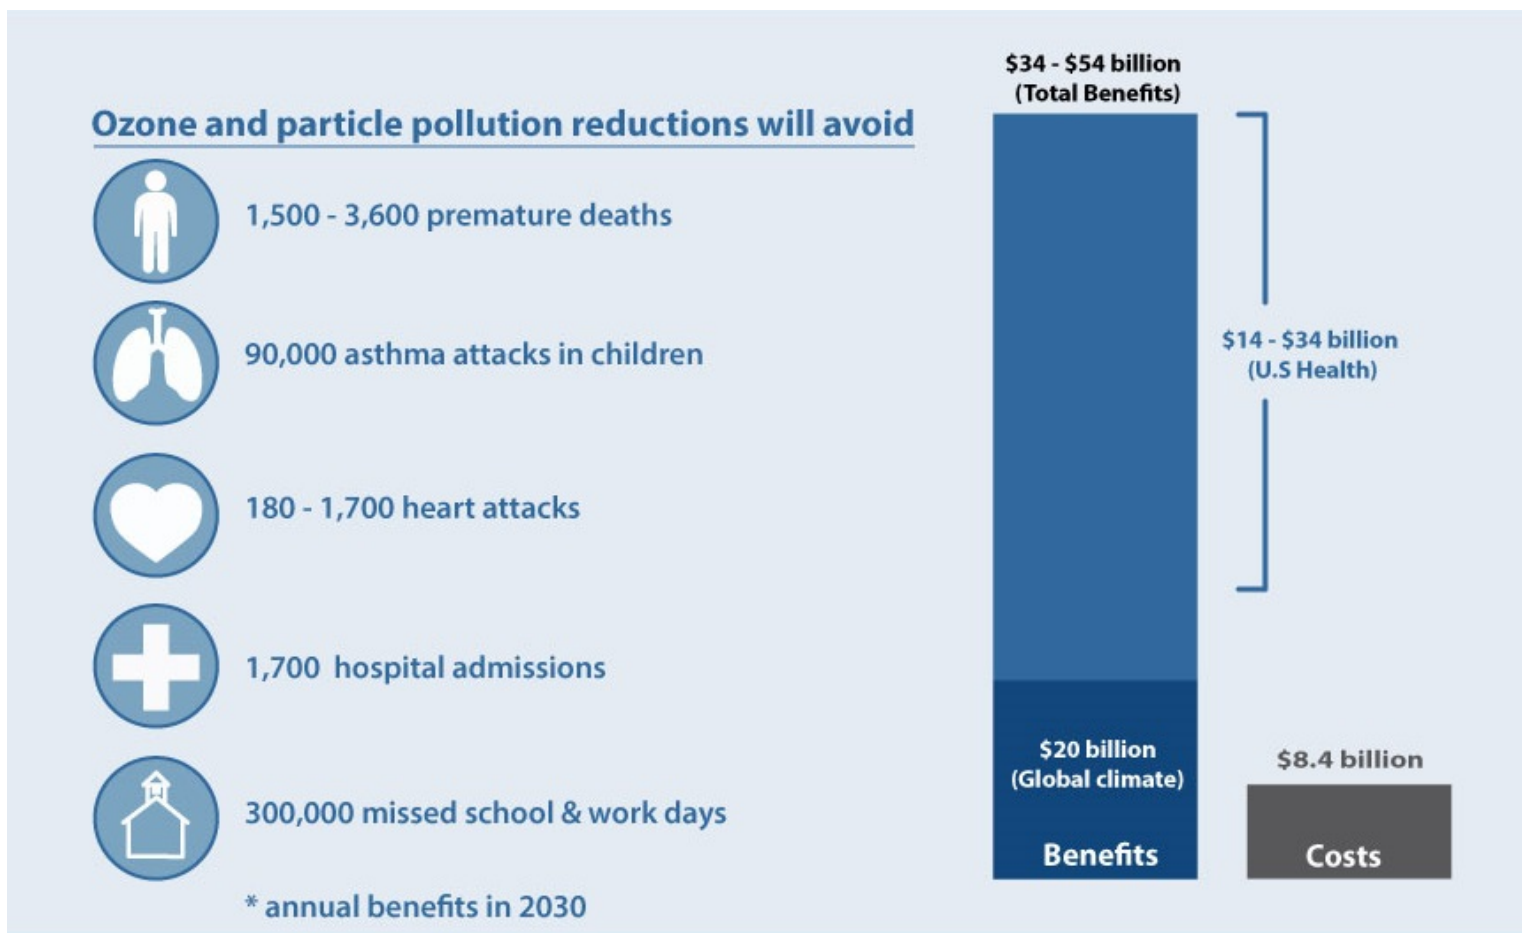 Ozone and particle pollution reductions will avoid
1,500 - 3,600 premature deaths
90,000 asthma attacks in children
180 - 1,700 heart attacks
1,700 hospital admissions
300,000 missed school & work days
* annual benefits in 2030
$34 - $54 billion
(Total Benefits)
$14 - $34 billion
(U.S Health)
$20 billion
(Global climate)
Benefits
$8.4 billion
Costs